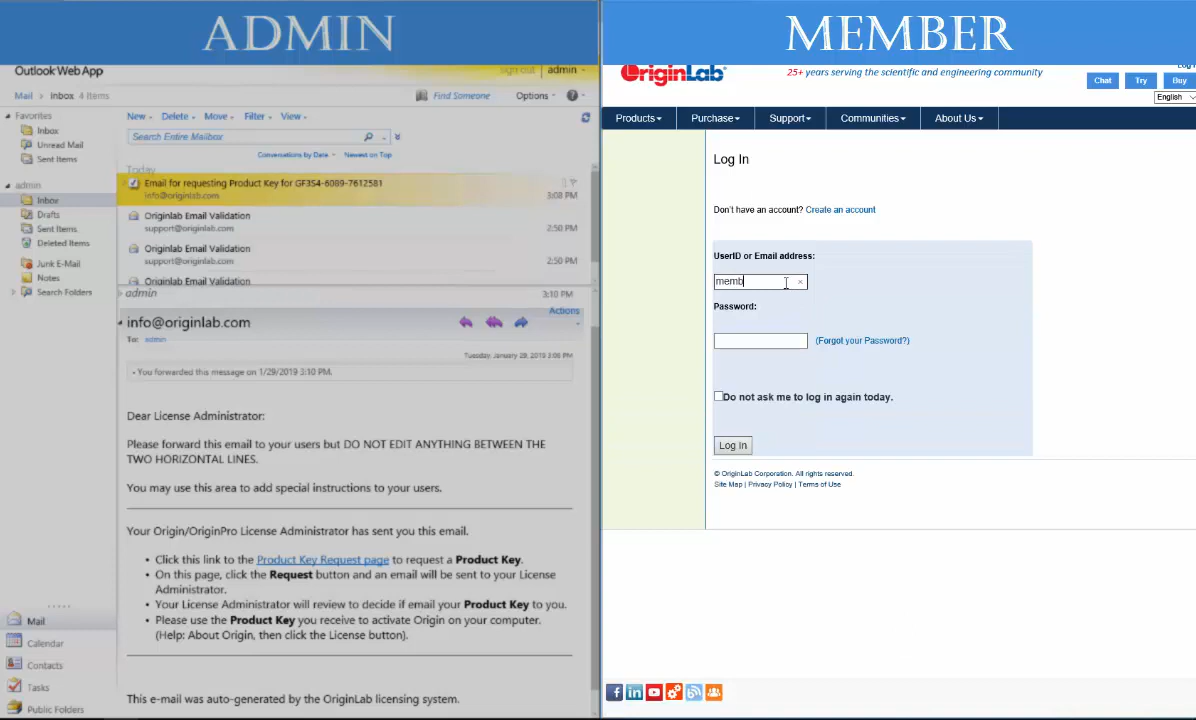 ADMIN
Outlook Web App
sign out admin
Mail > Inbox 4 Items
Find Someone Options
Favorites
Inbox
Unread Mail
Sent Items
admin
Inbox
Drafts
Sent Items
Deleted Items
Junk E-Mail
Notes
Search Folders
Mail
Calendar
Contacts
Tasks
Public Folders
New Delete Move Filter View
Search Entire Mailbox
Conversations by Date Newest on Top
Today
Email for requesting Product Key for GF3S4-6089-7612581
info@originlab.com 3:08 PM
Originlab Email Validation
support@originlab.com 2:50 PM
Originlab Email Validation
support@originlab.com 2:50 PM
Originlab Email Validation
admin 3:10 PM
Actions
info@originlab.com
To: admin
Tuesday, January 29, 2019 3:08 PM
• You forwarded this message on 1/29/2019 3:10 PM.
Dear License Administrator:
Please forward this email to your users but DO NOT EDIT ANYTHING BETWEEN THE
TWO HORIZONTAL LINES.
You may use this area to add special instructions to your users.
Your Origin/OriginPro License Administrator has sent you this email.
• Click this link to the Product Key Request page to request a Product Key.
• On this page, click the Request button and an email will be sent to your License
Administrator.
• Your License Administrator will review to decide if email your Product Key to you.
• Please use the Product Key you receive to activate Origin on your computer.
(Help: About Origin, then click the License button).
This e-mail was auto-generated by the OriginLab licensing system.
MEMBER
OriginLab
25+ years serving the scientific and engineering community
Chat Try Buy
English
Products Purchase Support Communities About Us
Log In
Don't have an account? Create an account
UserID or Email address:
memb
Password:
(Forgot your Password?)
Do not ask me to log in again today.
Log In
© OriginLab Corporation. All rights reserved.
Site Map | Privacy Policy | Terms of Use